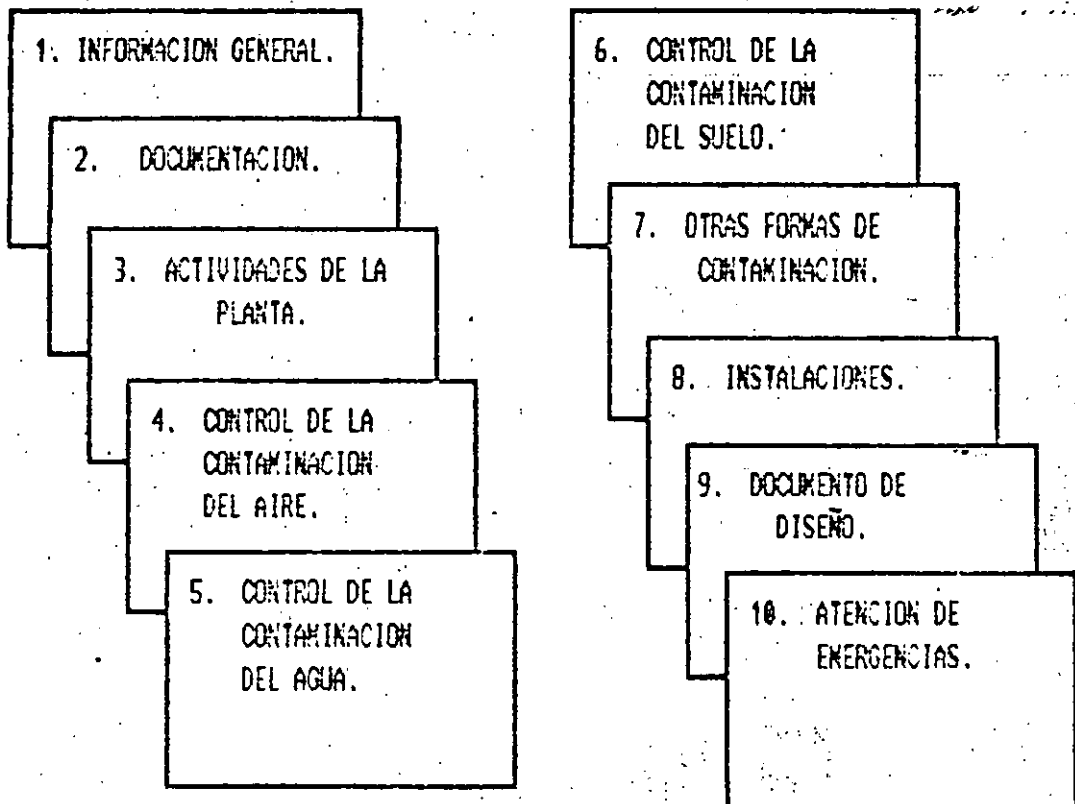 1. INFORMACION GENERAL.
2. DOCUMENTACION.
3. ACTIVIDADES DE LA
PLANTA.
4. CONTROL DE LA
CONTAMINACION
DEL AIRE.
5. CONTROL DE LA
CONTAMINACION
DEL AGUA.
6. CONTROL DE LA
CONTAMINACION
DEL SUELO.
7. OTRAS FORMAS DE
CONTAMINACION.
8. INSTALACIONES.
9. DOCUMENTO DE
DISEÑO.
10. ATENCION DE
EMERGENCIAS.